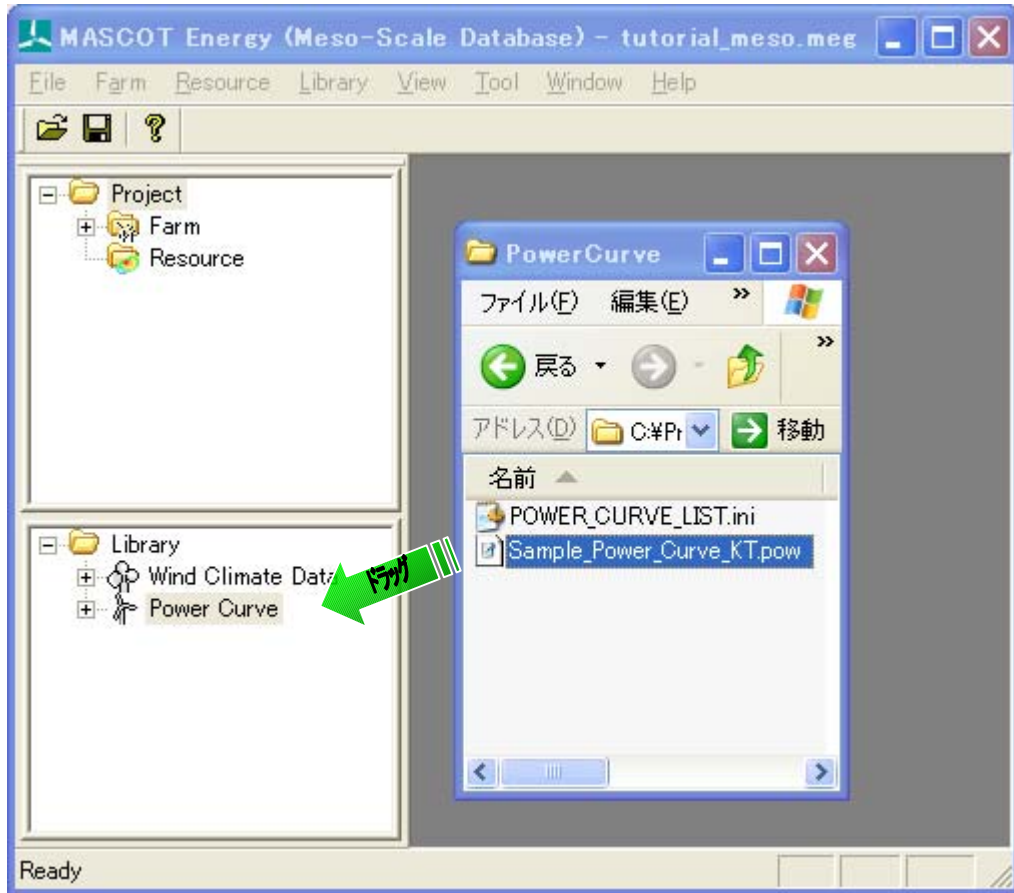 MASCOT Energy (Meso-Scale Database) - tutorial_meso.meg
File Farm Resource Library View Tool Window Help
Project
Farm
Resource
Library
Wind Climate Data
Power Curve
ドラッグ
PowerCurve
ファイル(F) 編集(E) »
戻る »
アドレス(D) C:¥Pr 移動
名前
POWER_CURVE_LIST.ini
Sample_Power_Curve_KT.pow
Ready